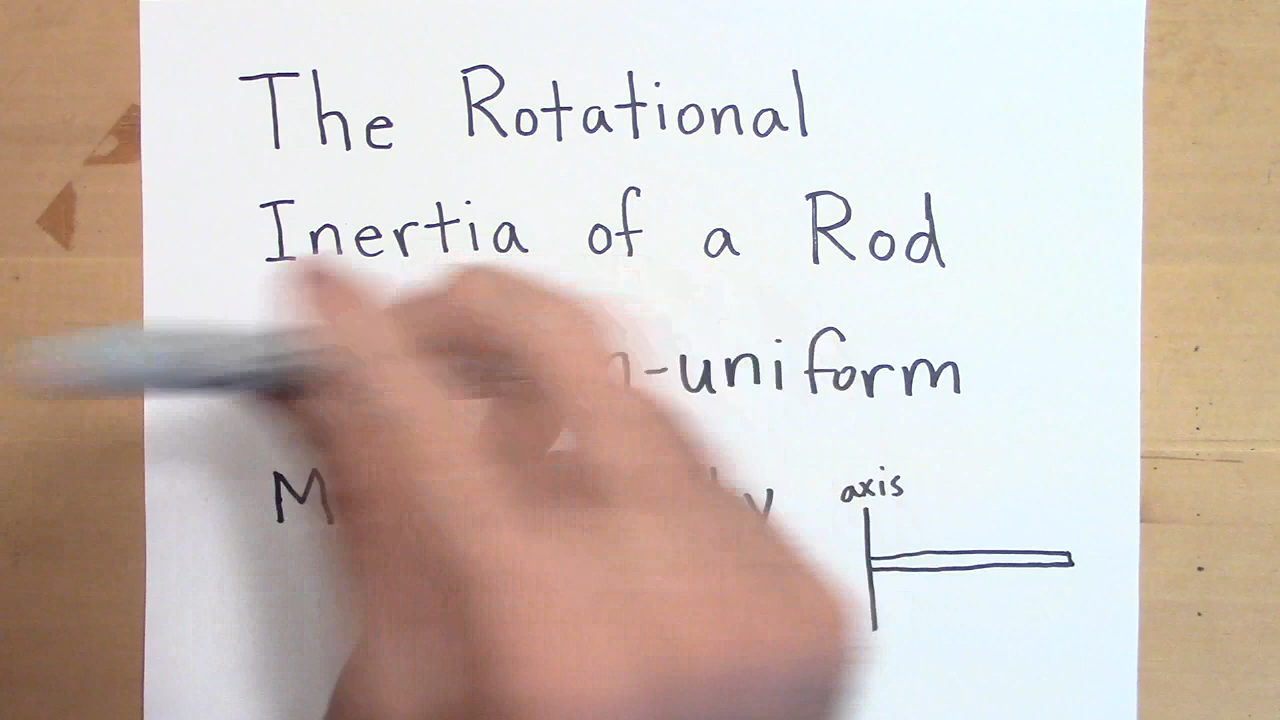 The Rotational
Inertia of a Rod
-uniform
axis